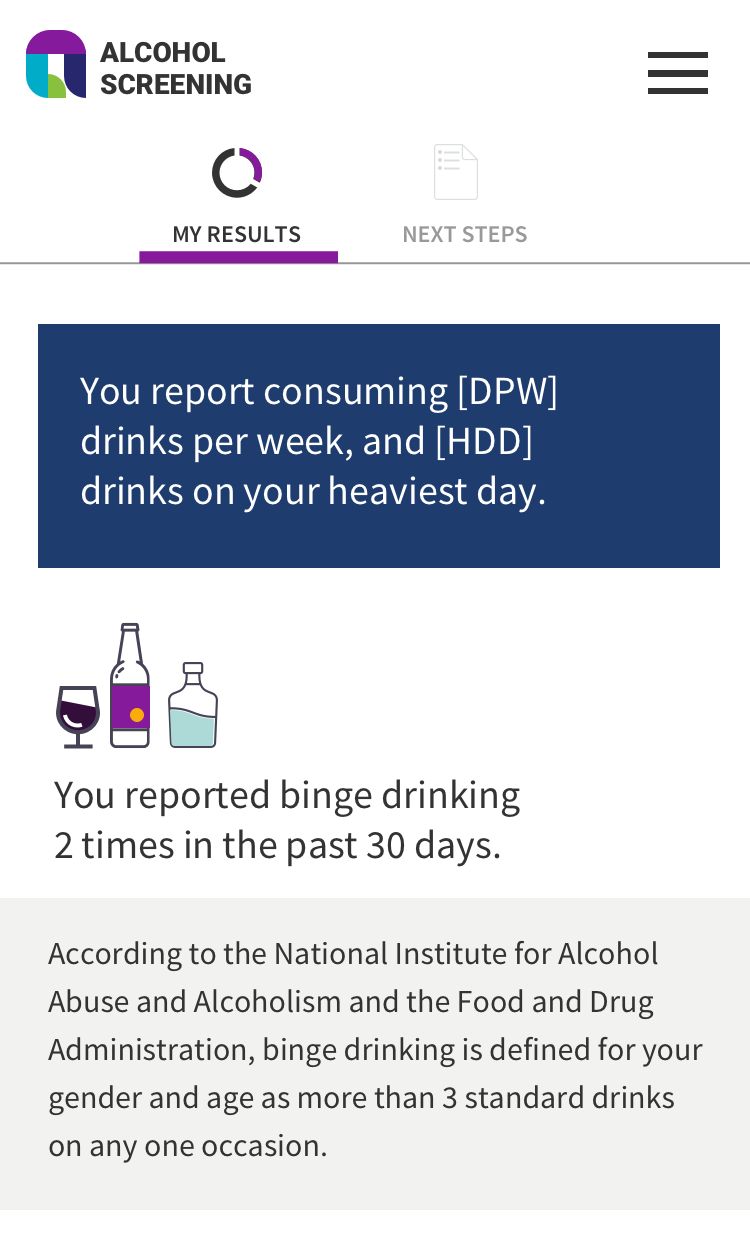 ALCOHOL
SCREENING
MY RESULTS
NEXT STEPS
You report consuming [DPW]
drinks per week, and [HDD]
drinks on your heaviest day.
You reported binge drinking
2 times in the past 30 days.
According to the National Institute for Alcohol
Abuse and Alcoholism and the Food and Drug
Administration, binge drinking is defined for your
gender and age as more than 3 standard drinks
on any one occasion.